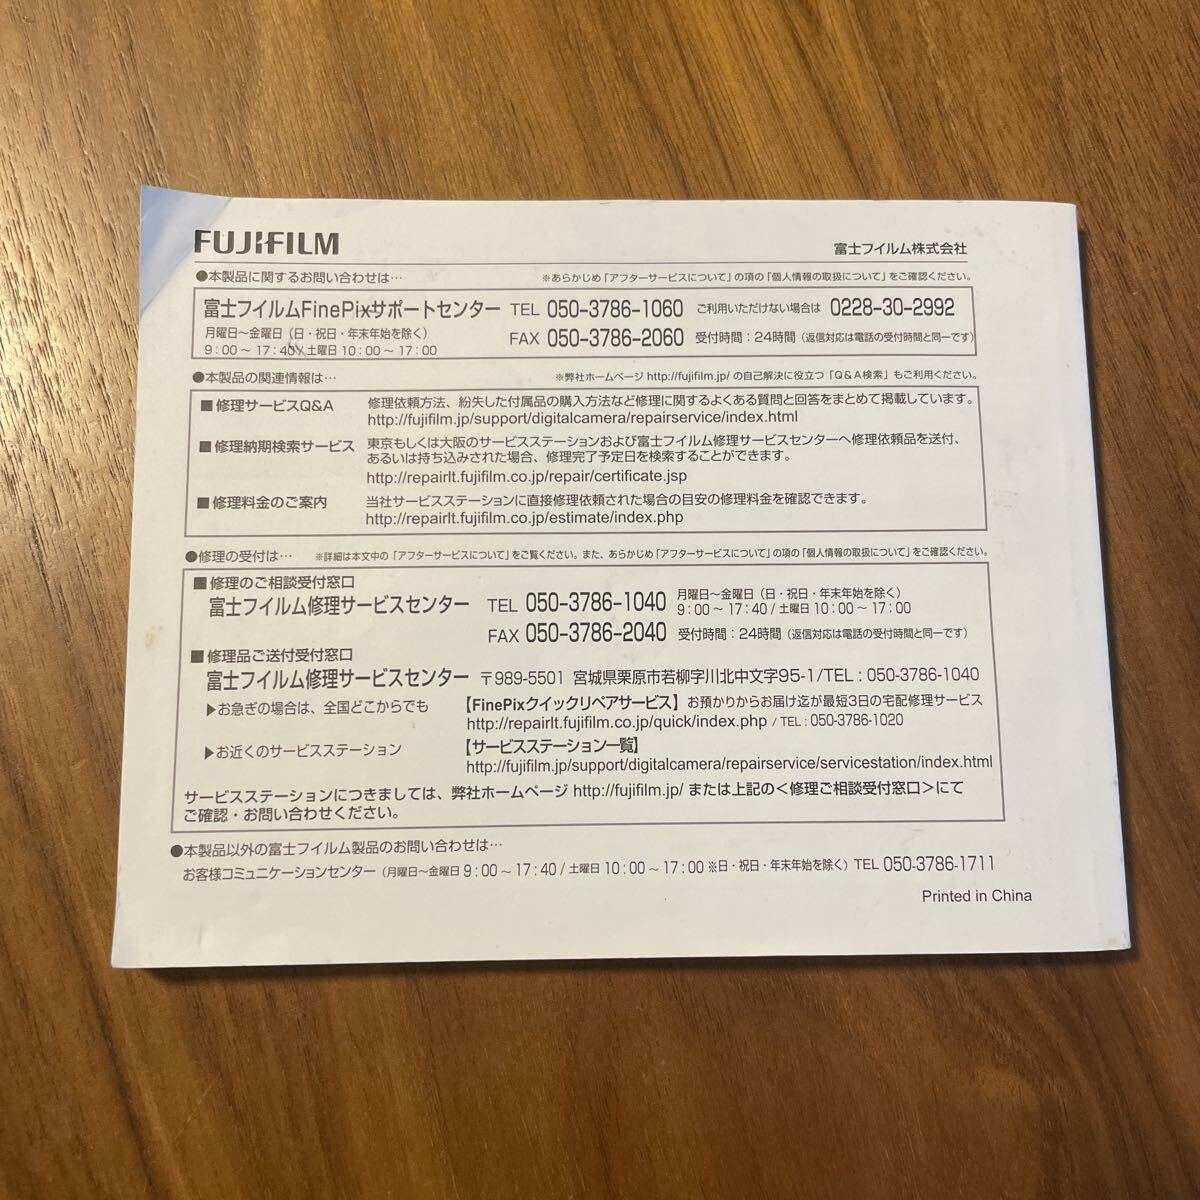 FUJIFILM
富士フイルム株式会社
●本製品に関するお問い合わせは…
※あらかじめ「アフターサービスについて」の項の「個人情報の取扱について」をご確認ください。
富士フイルムFinePixサポートセンター TEL 050-3786-1060 ご利用いただけない場合は 0228-30-2992
月曜日〜金曜日（日・祝日・年末年始を除く）
9：00 〜 17：40 / 土曜日 10：00 〜 17：00
FAX 050-3786-2060 受付時間：24時間（返信対応は電話の受付時間と同一です）
●本製品の関連情報は…
※弊社ホームページ http://fujifilm.jp/ の自己解決に役立つ「Q＆A検索」もご利用ください。
■ 修理サービスQ&A 修理依頼方法、紛失した付属品の購入方法など修理に関するよくある質問と回答をまとめて掲載しています。
http://fujifilm.jp/support/digitalcamera/repairservice/index.html
■ 修理納期検索サービス 東京もしくは大阪のサービスステーションおよび富士フイルム修理サービスセンターへ修理依頼品を送付、
あるいは持ち込みされた場合、修理完了予定日を検索することができます。
http://repairlt.fujifilm.co.jp/repair/certificate.jsp
■ 修理料金のご案内 当社サービスステーションに直接修理依頼された場合の目安の修理料金を確認できます。
http://repairlt.fujifilm.co.jp/estimate/index.php
●修理の受付は… ※詳細は本文中の「アフターサービスについて」をご覧ください。また、あらかじめ「アフターサービスについて」の項の「個人情報の取扱について」をご確認ください。
■ 修理のご相談受付窓口
富士フイルム修理サービスセンター TEL 050-3786-1040 月曜日〜金曜日（日・祝日・年末年始を除く）
9：00 〜 17：40 / 土曜日 10：00 〜 17：00
FAX 050-3786-2040 受付時間：24時間（返信対応は電話の受付時間と同一です）
■ 修理品ご送付受付窓口
富士フイルム修理サービスセンター 〒989-5501 宮城県栗原市若柳字川北中文字95-1/TEL：050-3786-1040
▶お急ぎの場合は、全国どこからでも 【FinePixクイックリペアサービス】お預かりからお届け迄が最短3日の宅配修理サービス
http://repairlt.fujifilm.co.jp/quick/index.php / TEL：050-3786-1020
▶お近くのサービスステーション 【サービスステーション一覧】
http://fujifilm.jp/support/digitalcamera/repairservice/servicestation/index.html
サービスステーションにつきましては、弊社ホームページ http://fujifilm.jp/ または上記の＜修理ご相談受付窓口＞にて
ご確認・お問い合わせください。
●本製品以外の富士フイルム製品のお問い合わせは…
お客様コミュニケーションセンター（月曜日〜金曜日 9：00 〜 17：40 / 土曜日 10：00 〜 17：00 ※日・祝日・年末年始を除く）TEL 050-3786-1711
Printed in China